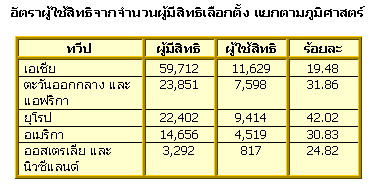 อัตราผู้ใช้สิทธิจากจำนวนผู้มีสิทธิเลือกตั้ง แยกตามภูมิศาสตร์
ทวีป ผู้มีสิทธิ ผู้ใช้สิทธิ ร้อยละ
เอเชีย 59,712 11,629 19.48
ตะวันออกกลาง และ 23,851 7,598 31.86
แอฟริกา
ยุโรป 22,402 9,414 42.02
อเมริกา 14,656 4,519 30.83
ออสเตรเลีย และ 3,292 817 24.82
นิวซีแลนด์